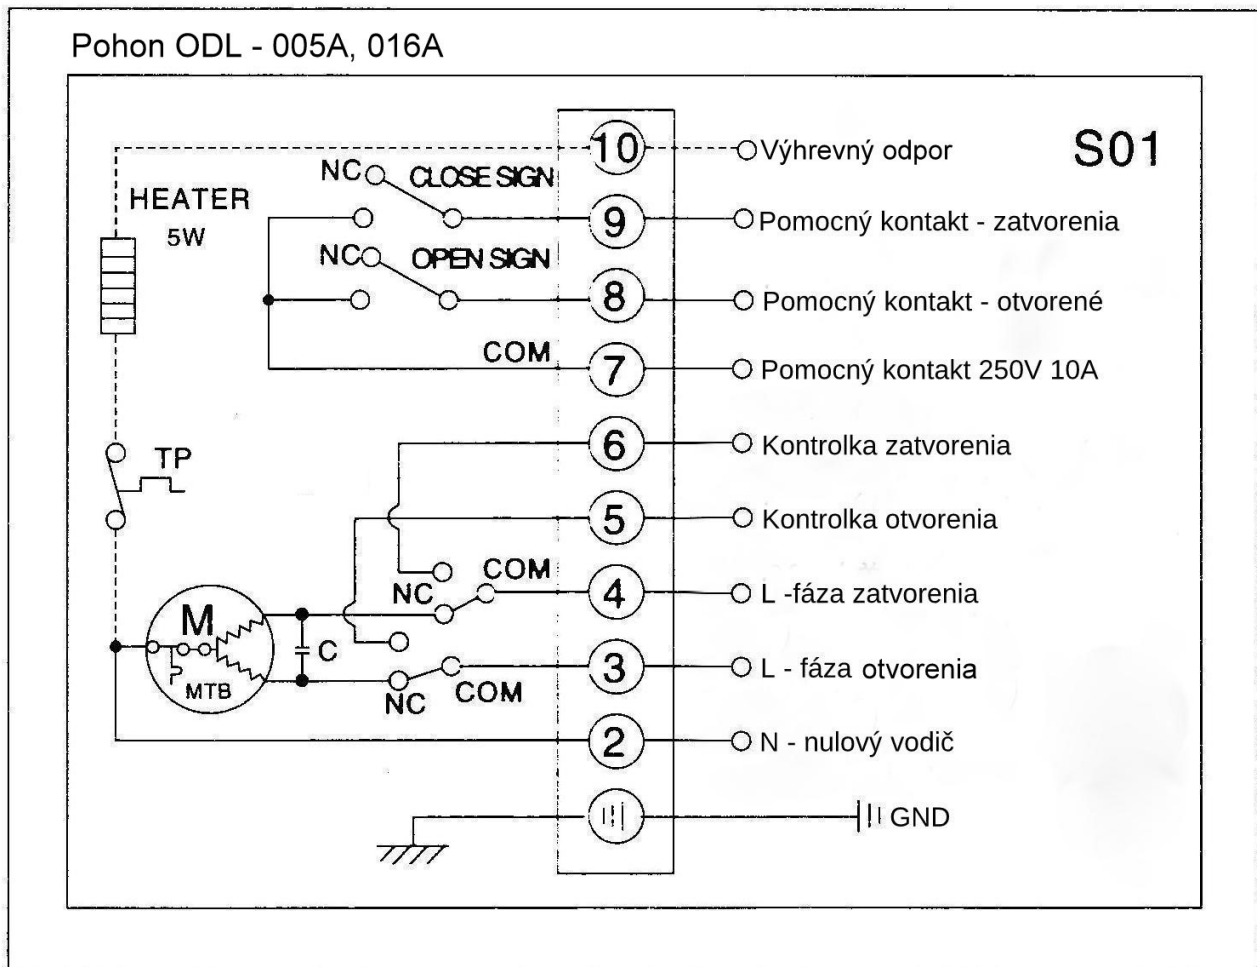 Pohon ODL - 005A, 016A
S01
10 Výhrevný odpor
NC CLOSE SIGN
HEATER
5W
9 Pomocný kontakt - zatvorenia
NC OPEN SIGN
8 Pomocný kontakt - otvorené
COM 7 Pomocný kontakt 250V 10A
6 Kontrolka zatvorenia
TP
5 Kontrolka otvorenia
NC COM 4 L -fáza zatvorenia
M
C
MTB
NC COM 3 L - fáza otvorenia
2 N - nulový vodič
GND